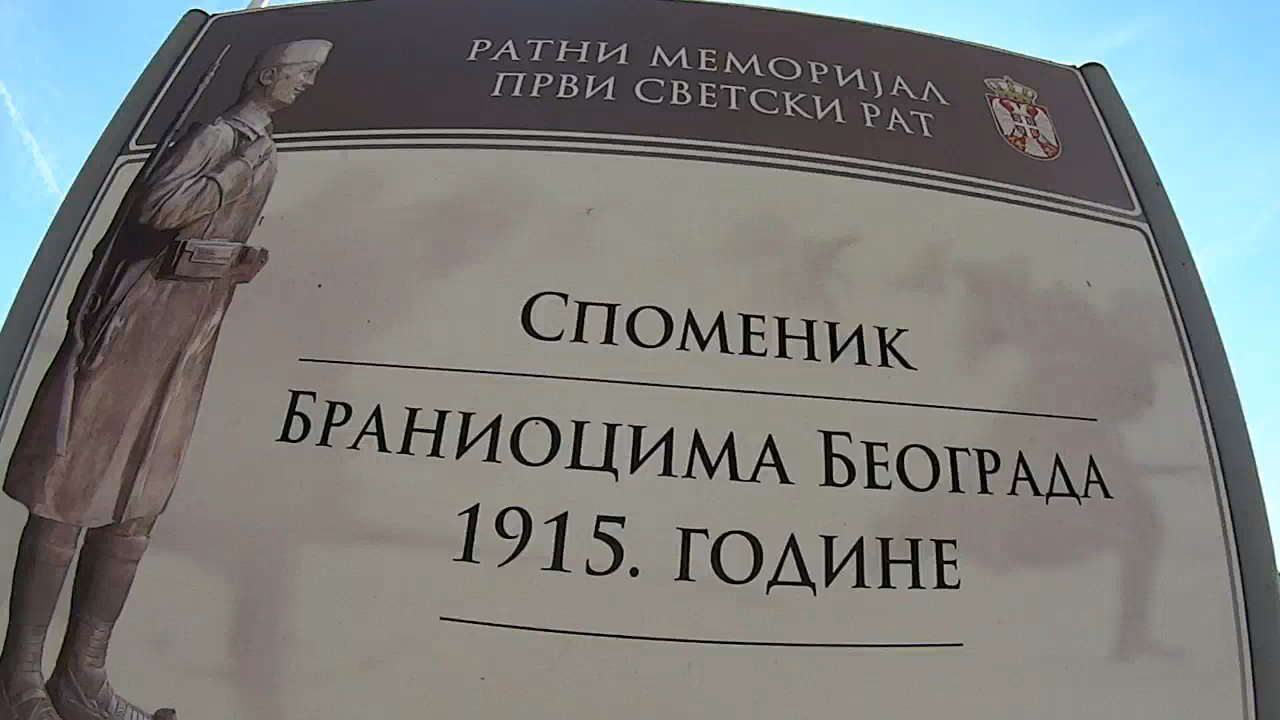 РАТНИ МЕМОРИЈАЛ
ПРВИ СВЕТСКИ РАТ
СПОМЕНИК
БРАНИОЦИМА БЕОГРАДА
1915. ГОДИНЕ